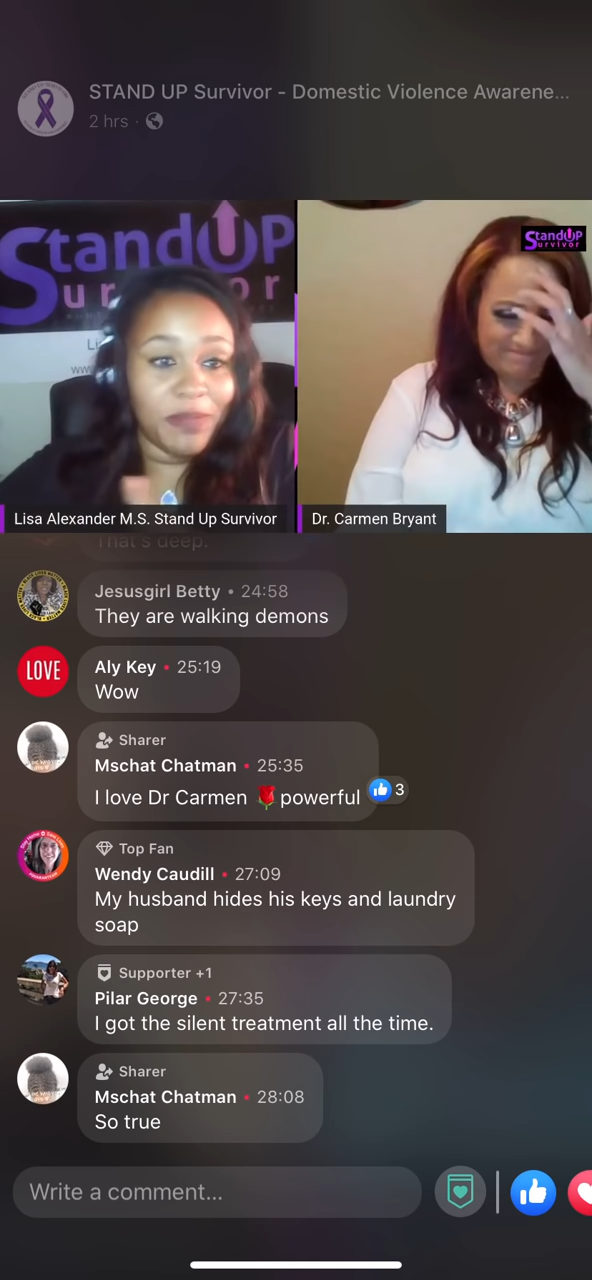 STAND UP Survivor - Domestic Violence Awarene...
2 hrs ·
StandUP
Survivor
StandUP
Survivor
Lisa Alexander M.S. Stand Up Survivor
Dr. Carmen Bryant
That's deep.
Jesusgirl Betty • 24:58
They are walking demons
LOVE
Aly Key • 25:19
Wow
Sharer
Mschat Chatman • 25:35
I love Dr Carmen 🌹powerful
3
Top Fan
Wendy Caudill • 27:09
My husband hides his keys and laundry
soap
Supporter +1
Pilar George • 27:35
I got the silent treatment all the time.
Sharer
Mschat Chatman • 28:08
So true
Write a comment...